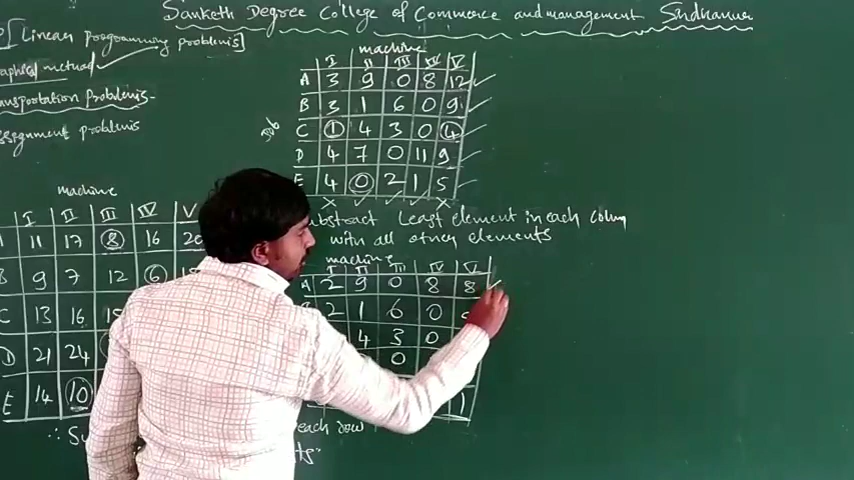 Sanketh Degree College of Commerce and management Sindhanur
[Linear programming problems]
Graphical method
Transportation Problems-
Assignment problems
machine
I II III IV V
A 3 9 0 8 12
B 3 1 6 0 9
Job
C 1 4 3 0 4
D 4 7 0 11 9
E 4 0 2 1 5
Substract Least element in each colum
with all other elements
machine
I II III IV V
A 2 9 0 8 8
2 1 6 0
4 3 0
0
1
machine
I II III IV V
11 17 8 16 20
B 9 7 12 6
C 13 16
D 21 24
E 14 10
each row